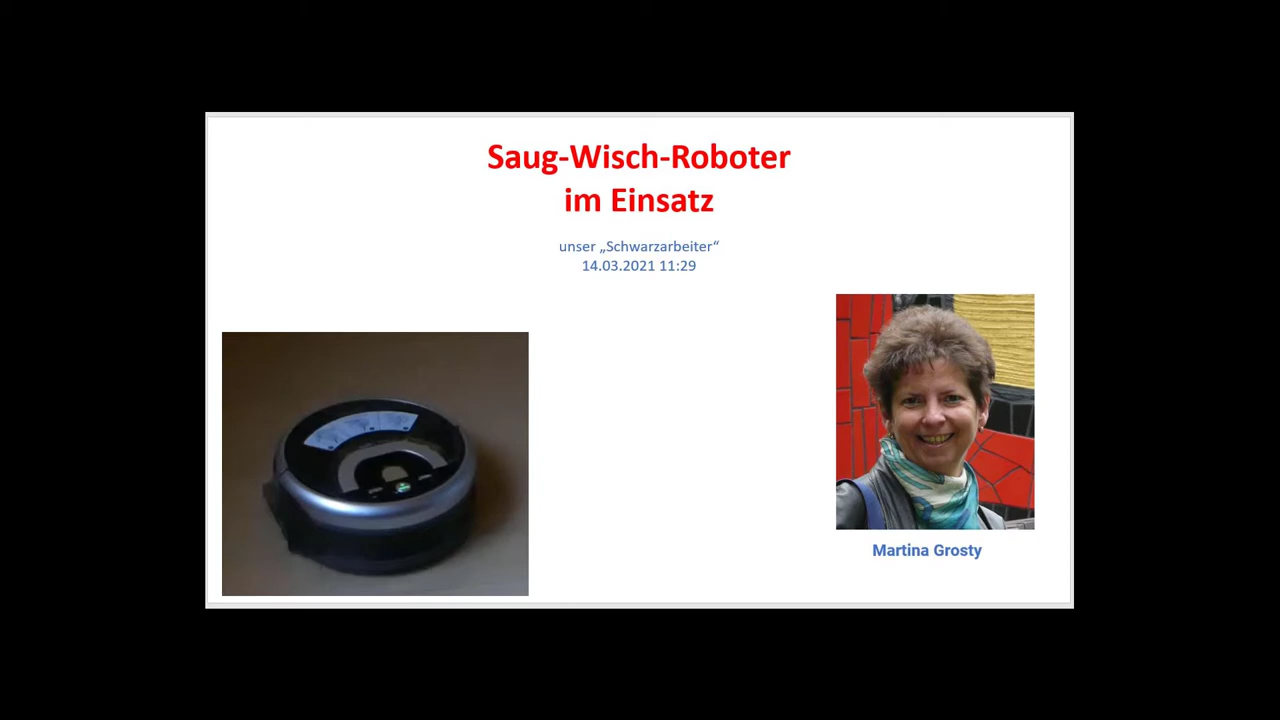 Saug-Wisch-Roboter
im Einsatz
unser „Schwarzarbeiter“
14.03.2021 11:29
Martina Grosty